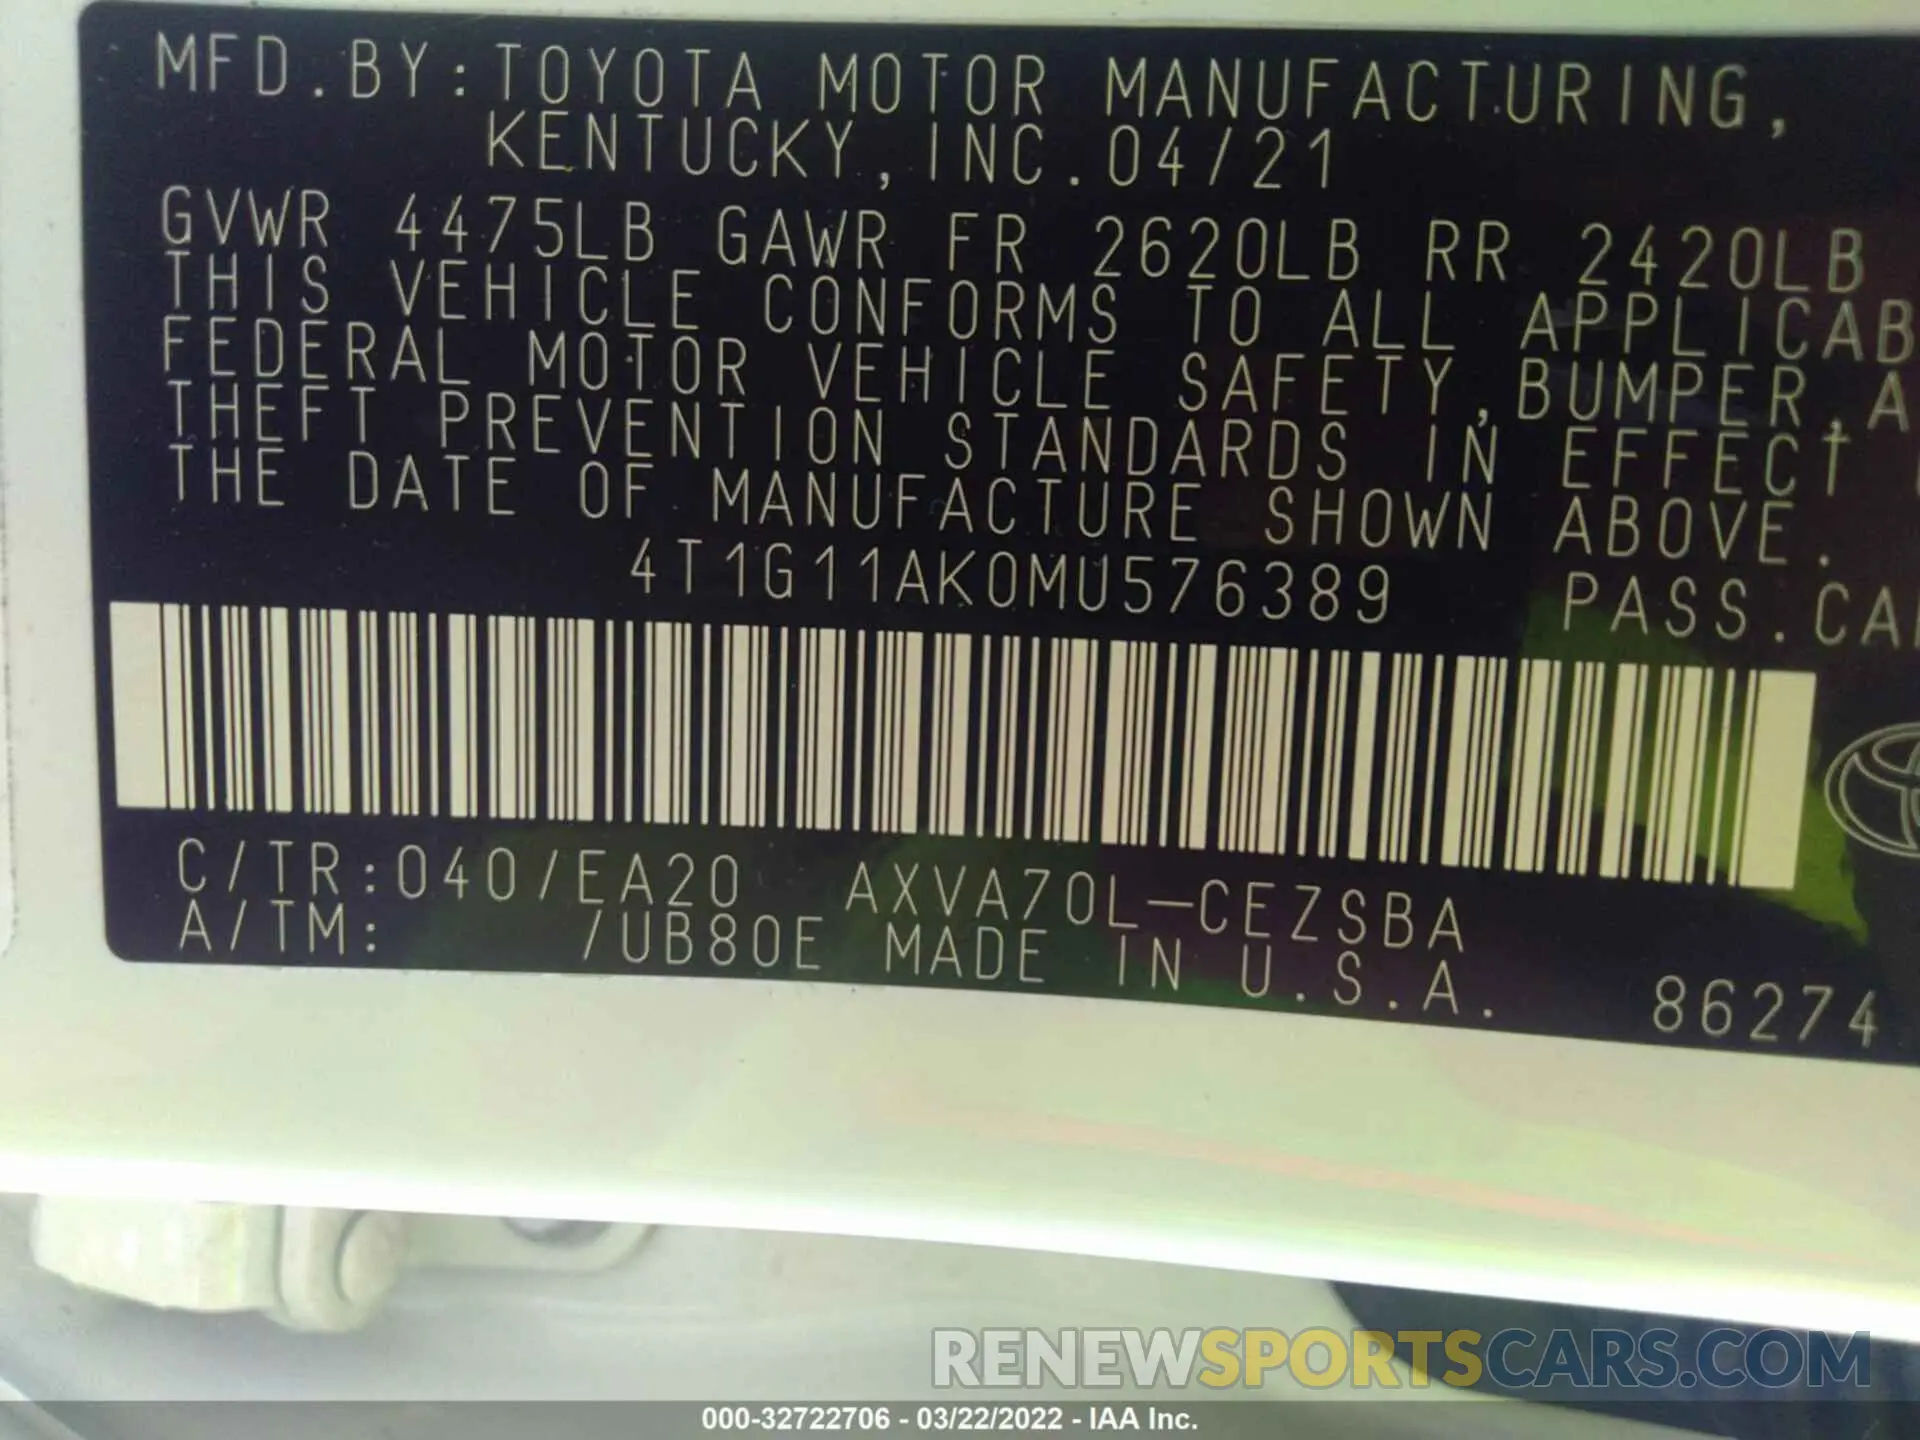 MFD.BY:TOYOTA MOTOR MANUFACTURING,
KENTUCKY,INC.04/21
GVWR 4475LB GAWR FR 2620LB RR 2420LB
THIS VEHICLE CONFORMS TO ALL APPLICAB
FEDERAL MOTOR VEHICLE SAFETY,BUMPER,A
THEFT PREVENTION STANDARDS IN EFFECT
THE DATE OF MANUFACTURE SHOWN ABOVE.
4T1G11AK0MU576389 PASS.CAR
C/TR:040/EA20 AXVA70L-CEZSBA
A/TM: /UB80E MADE IN U.S.A. 86274
RENEWSPORTSCARS.COM
000-32722706 - 03/22/2022 - IAA Inc.